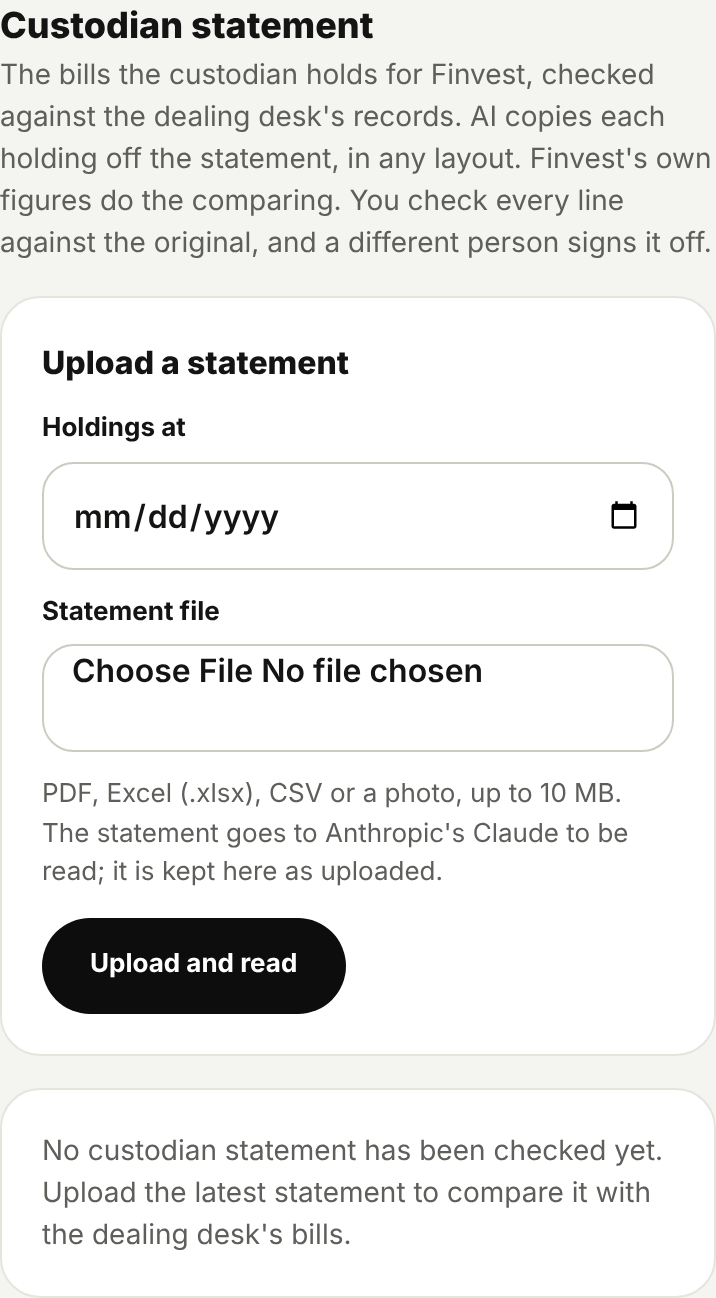 Custodian statement
The bills the custodian holds for Finvest, checked
against the dealing desk's records. AI copies each
holding off the statement, in any layout. Finvest's own
figures do the comparing. You check every line
against the original, and a different person signs it off.
Upload a statement
Holdings at
mm/dd/yyyy
Statement file
Choose File No file chosen
PDF, Excel (.xlsx), CSV or a photo, up to 10 MB.
The statement goes to Anthropic's Claude to be
read; it is kept here as uploaded.
Upload and read
No custodian statement has been checked yet.
Upload the latest statement to compare it with
the dealing desk's bills.